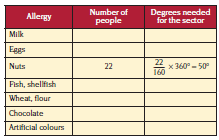 Allergy | Number of people | Degrees needed for the sector
Milk
Eggs
Nuts | 22 | 22/160 × 360° = 50°
Fish, shellfish
Wheat, flour
Chocolate
Artificial colours